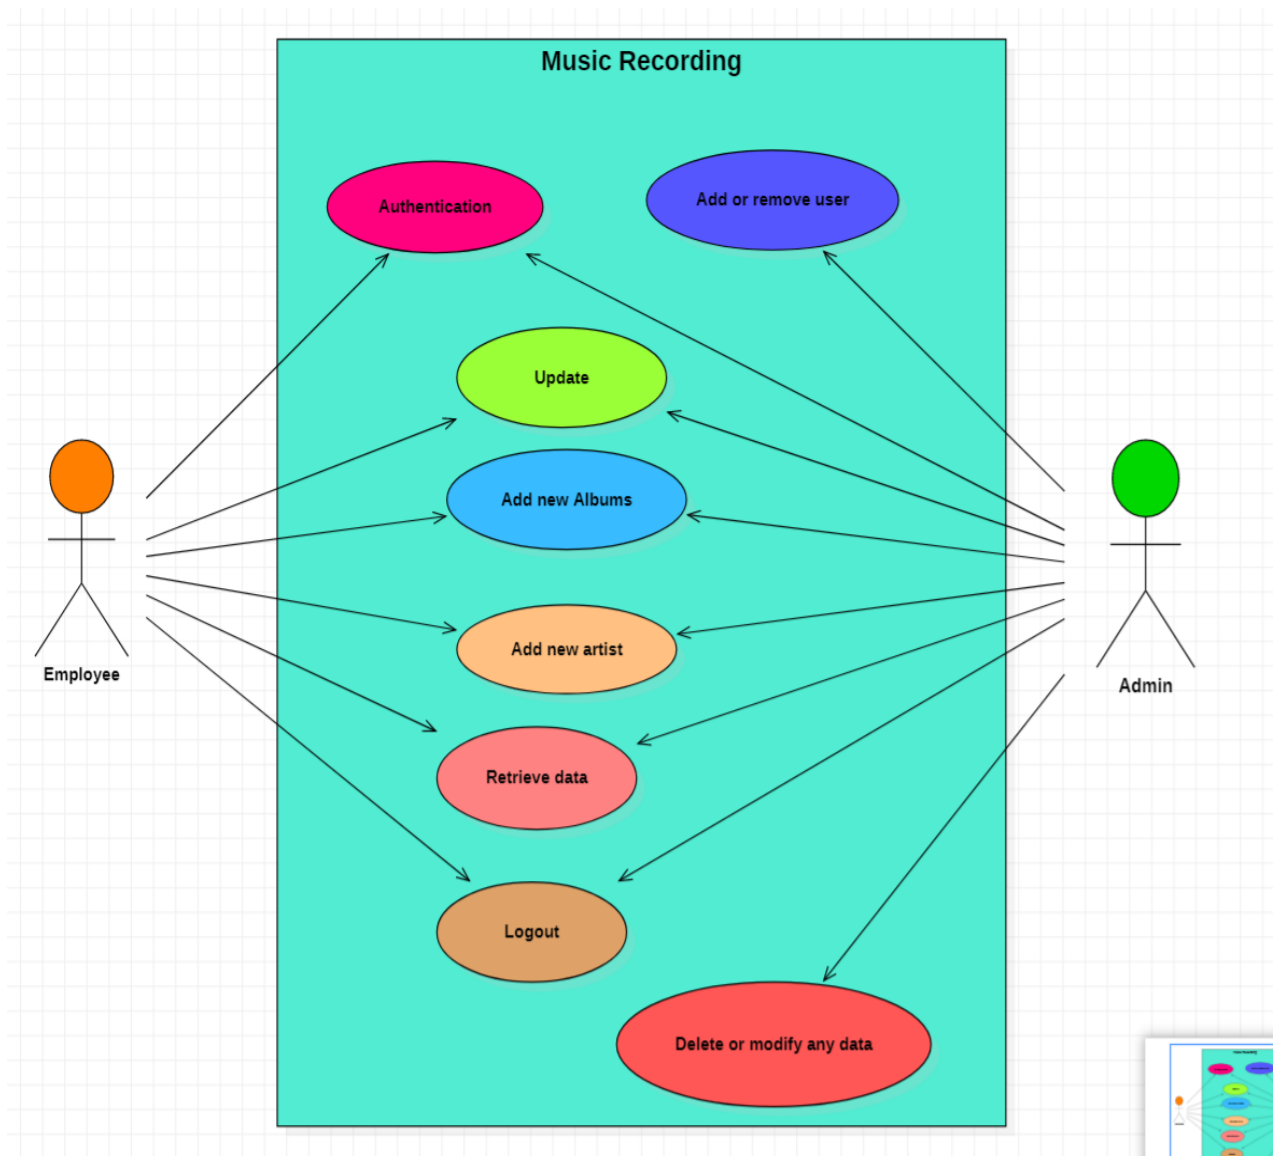 Music Recording
Authentication
Add or remove user
Update
Add new Albums
Add new artist
Retrieve data
Logout
Delete or modify any data
Employee
Admin